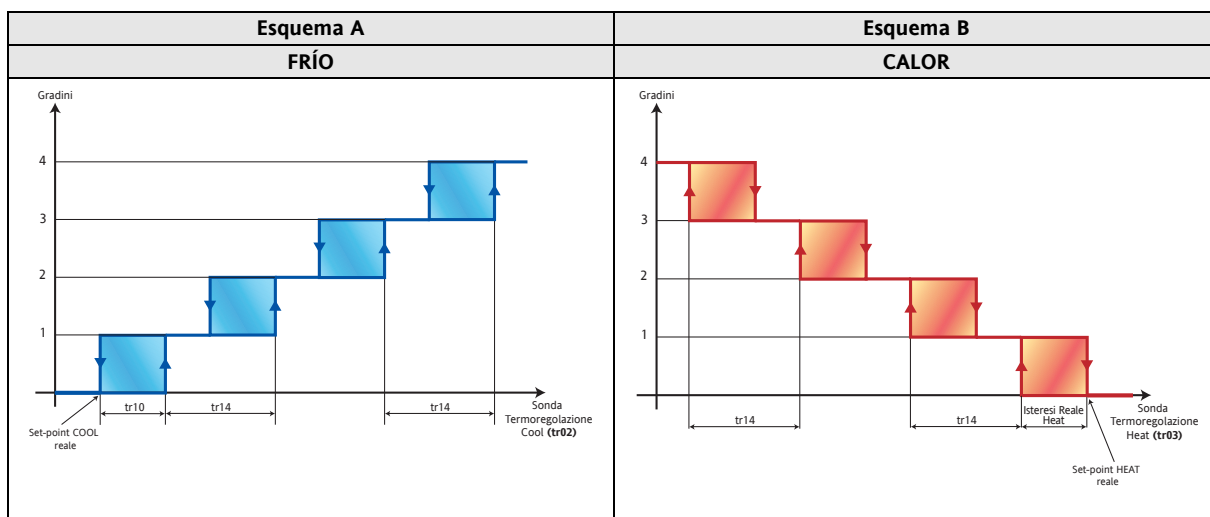 Esquema A
Esquema B
FRÍO
CALOR
Gradini
4
3
2
1
tr10
tr14
tr14
Set-point COOL
reale
Sonda
Termoregolazione
Cool (tr02)
Gradini
4
3
2
1
tr14
tr14
Isteresi Reale
Heat
Sonda
Termoregolazione
Heat (tr03)
Set-point HEAT
reale